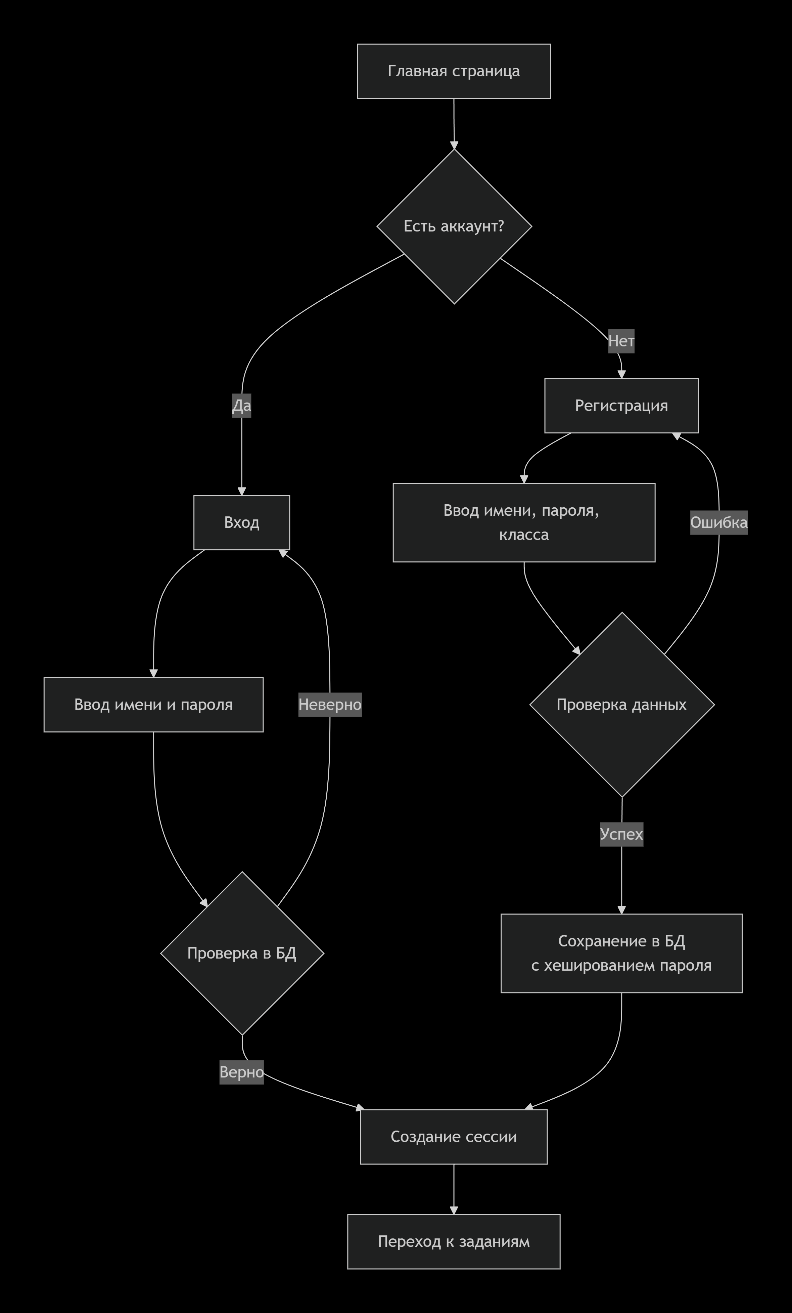 Главная страница
Есть аккаунт?
Нет
Да
Регистрация
Ввод имени, пароля,
класса
Ошибка
Вход
Ввод имени и пароля
Неверно
Проверка данных
Успех
Проверка в БД
Сохранение в БД
с хешированием пароля
Верно
Создание сессии
Переход к заданиям